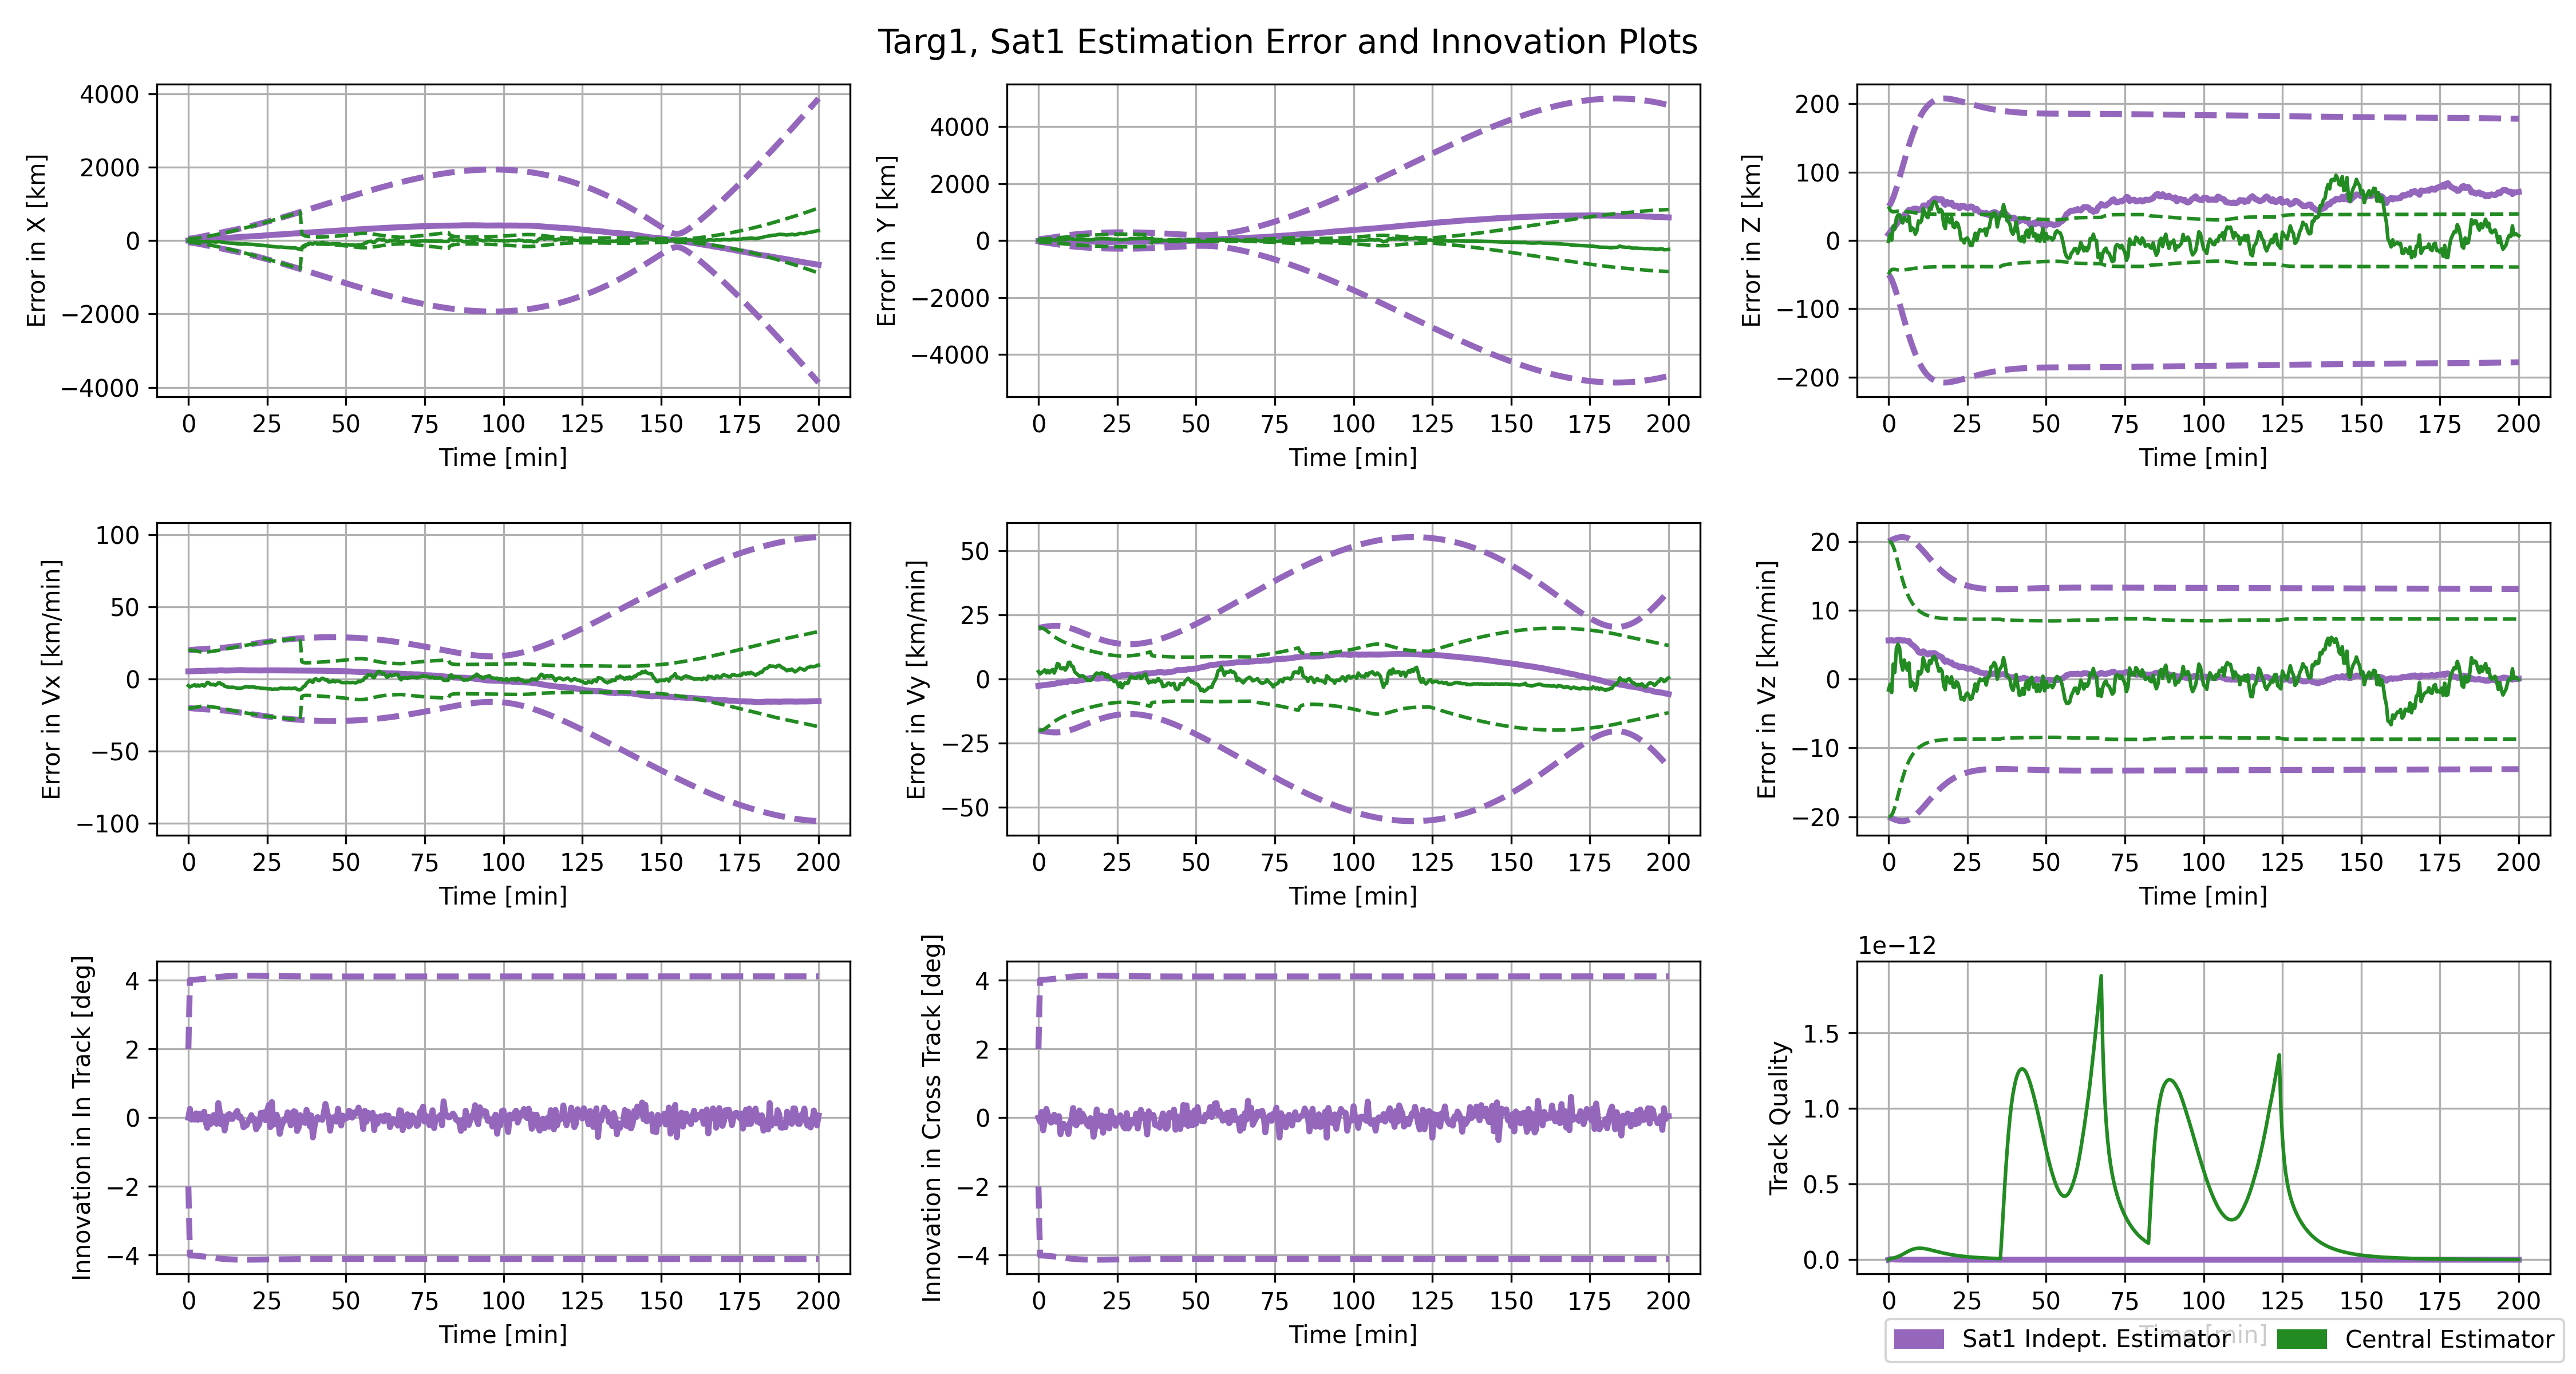 Targ1, Sat1 Estimation Error and Innovation Plots
4000
2000
0
−2000
−4000
Error in X [km]
0 25 50 75 100 125 150 175 200
Time [min]
4000
2000
0
−2000
−4000
Error in Y [km]
0 25 50 75 100 125 150 175 200
Time [min]
200
100
0
−100
−200
Error in Z [km]
0 25 50 75 100 125 150 175 200
Time [min]
100
50
0
−50
−100
Error in Vx [km/min]
0 25 50 75 100 125 150 175 200
Time [min]
50
25
0
−25
−50
Error in Vy [km/min]
0 25 50 75 100 125 150 175 200
Time [min]
20
10
0
−10
−20
Error in Vz [km/min]
0 25 50 75 100 125 150 175 200
Time [min]
4
2
0
−2
−4
Innovation in In Track [deg]
0 25 50 75 100 125 150 175 200
Time [min]
4
2
0
−2
−4
Innovation in Cross Track [deg]
0 25 50 75 100 125 150 175 200
Time [min]
1e−12
1.5
1.0
0.5
0.0
Track Quality
0 25 50 75 100 125 150 175 200
Time [min]
Sat1 Indept. Estimator Central Estimator